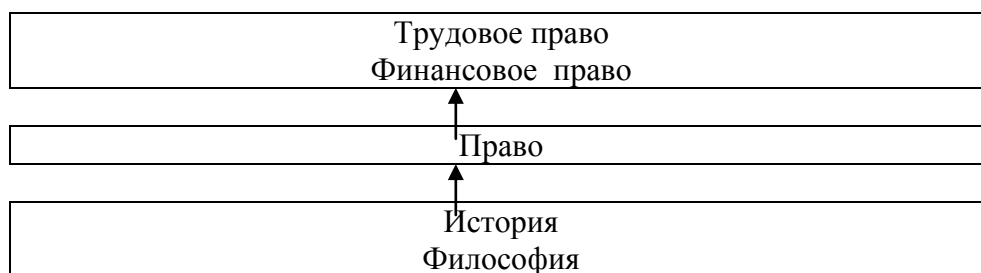 Трудовое право
Финансовое право
Право
История
Философия